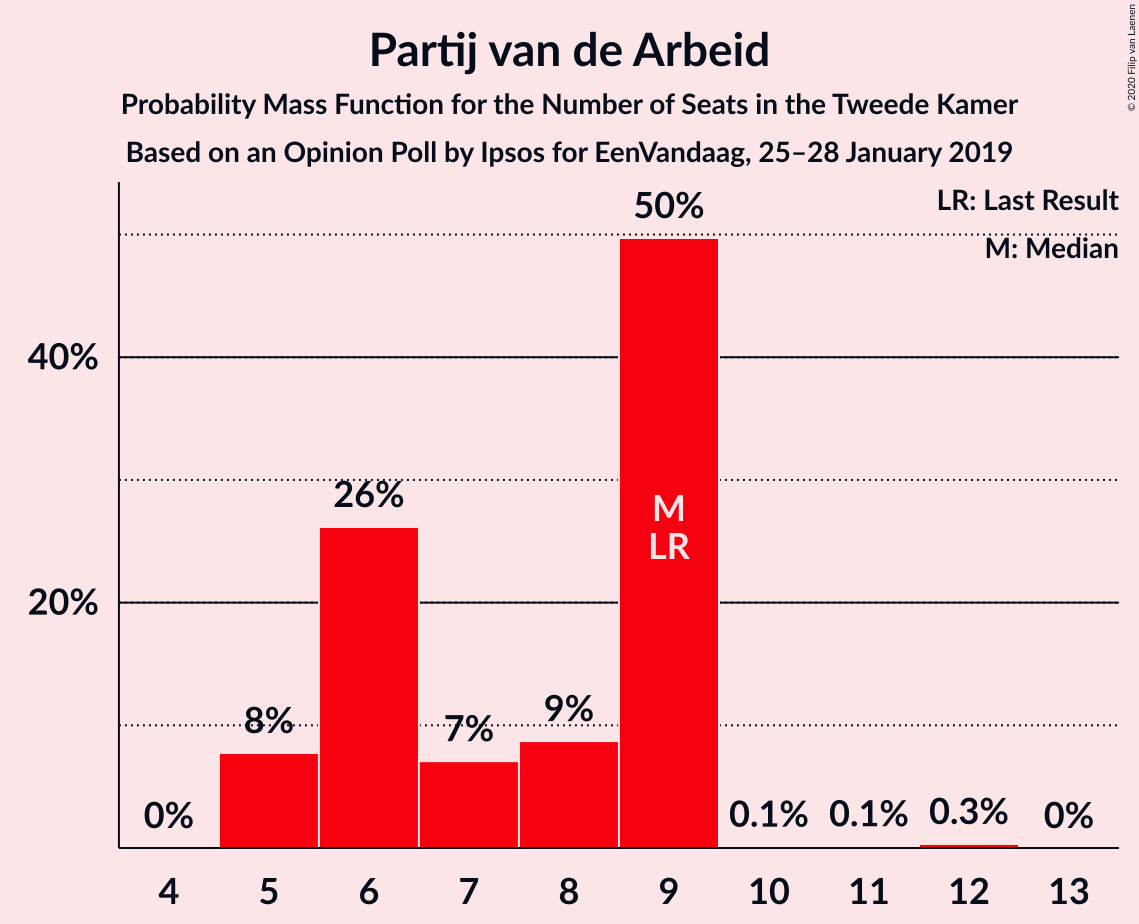 Partij van de Arbeid
Probability Mass Function for the Number of Seats in the Tweede Kamer
Based on an Opinion Poll by Ipsos for EenVandaag, 25–28 January 2019
© 2020 Filip van Laenen
LR: Last Result
M: Median
50%
40%
26%
M
LR
20%
8%
7%
9%
0%
0.1%
0.1%
0.3%
0%
4
5
6
7
8
9
10
11
12
13